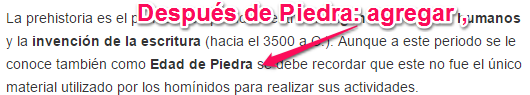 Después de Piedra: agregar ,
La prehistoria es el humanos
y la invención de la escritura (hacia el 3500 a.C.). Aunque a este periodo se le
conoce también como Edad de Piedra se debe recordar que este no fue el único
material utilizado por los homínidos para realizar sus actividades.